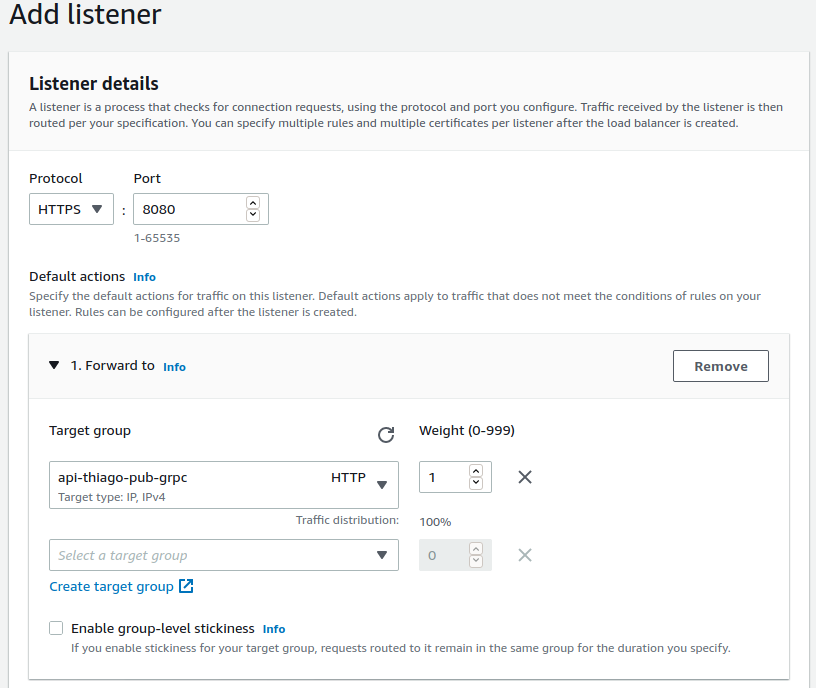 Add listener
Listener details
A listener is a process that checks for connection requests, using the protocol and port you configure. Traffic received by the listener is then
routed per your specification. You can specify multiple rules and multiple certificates per listener after the load balancer is created.
Protocol Port
HTTPS : 8080
1-65535
Default actions Info
Specify the default actions for traffic on this listener. Default actions apply to traffic that does not meet the conditions of rules on your
listener. Rules can be configured after the listener is created.
1. Forward to Info Remove
Target group Weight (0-999)
api-thiago-pub-grpc HTTP 1
Target type: IP, IPv4
Traffic distribution: 100%
Select a target group 0
Create target group
Enable group-level stickiness Info
If you enable stickiness for your target group, requests routed to it remain in the same group for the duration you specify.